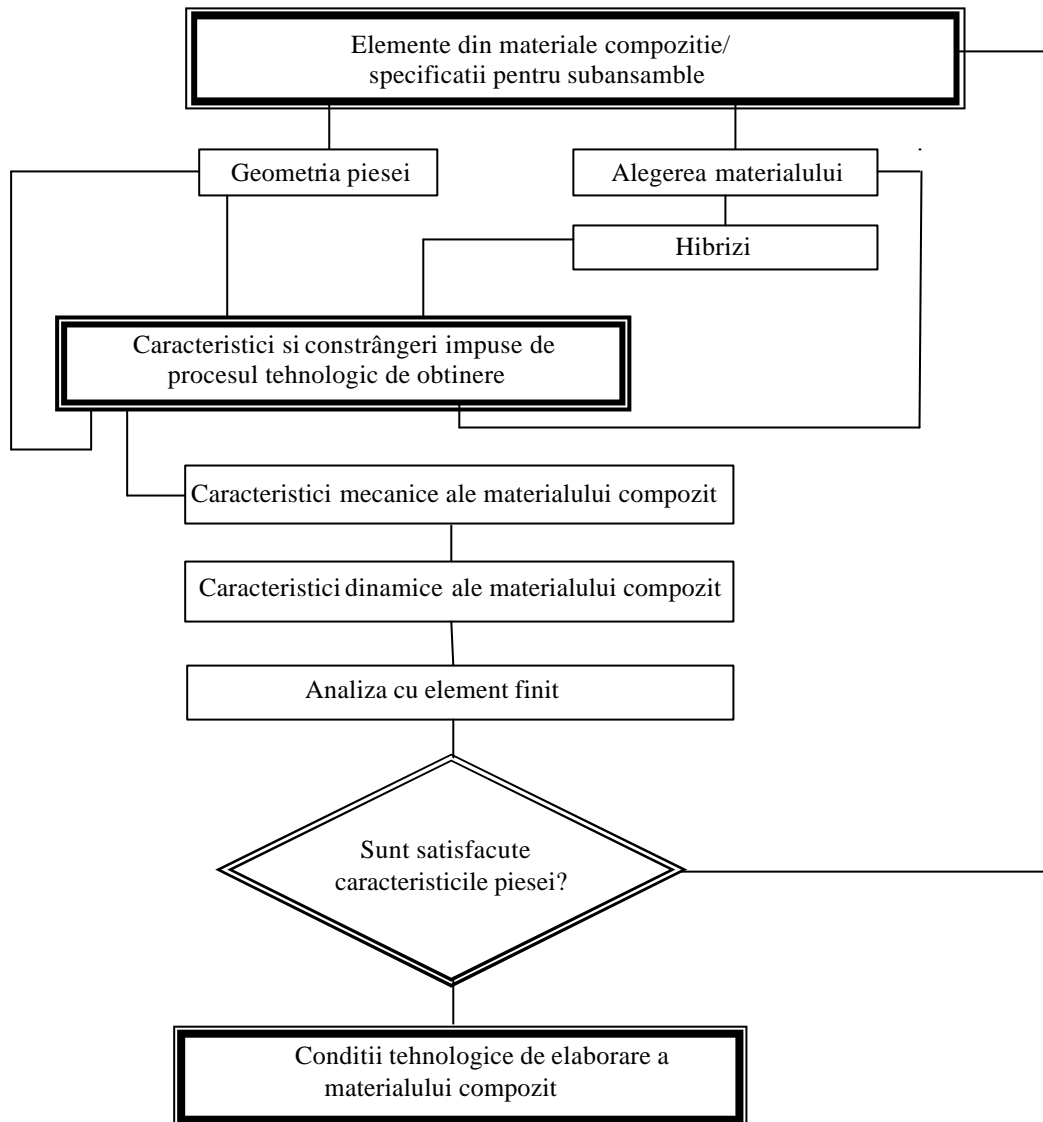 Elemente din materiale compozitie/
specificatii pentru subansamble
Geometria piesei
Alegerea materialului
Hibrizi
Caracteristici si constrângeri impuse de
procesul tehnologic de obtinere
Caracteristici mecanice ale materialului compozit
Caracteristici dinamice ale materialului compozit
Analiza cu element finit
Sunt satisfacute
caracteristicile piesei?
Conditii tehnologice de elaborare a
materialului compozit